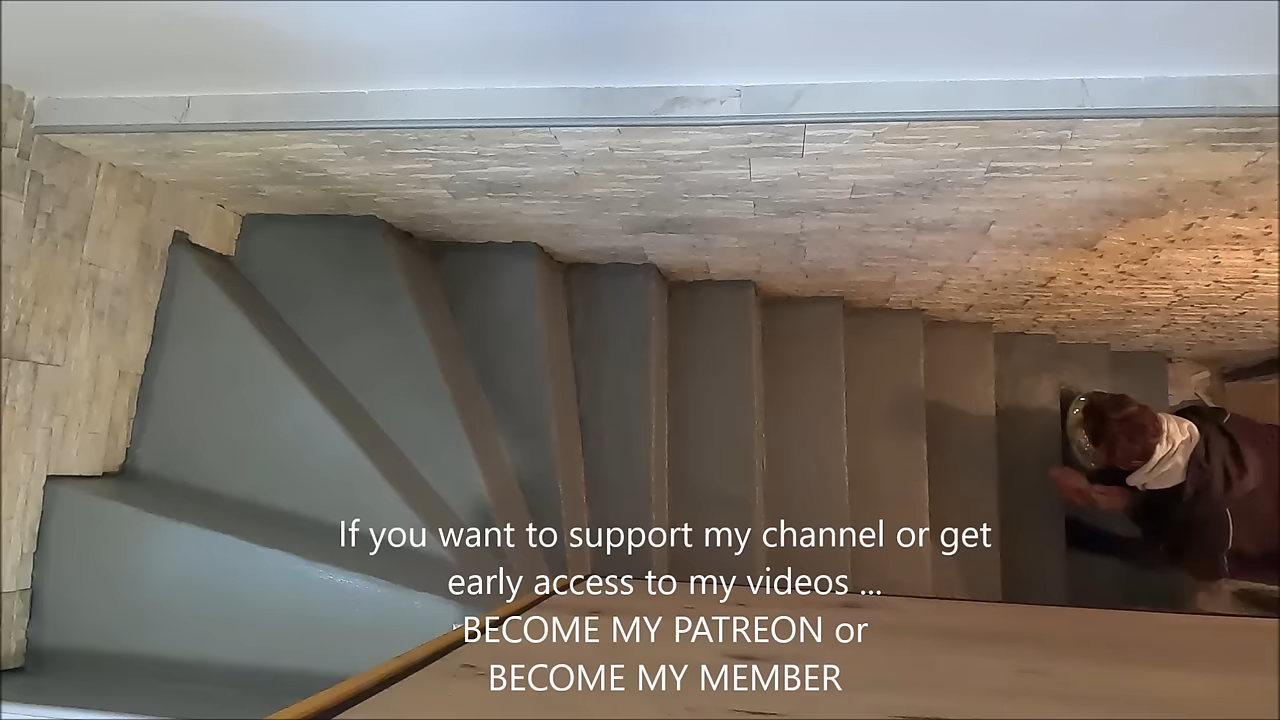 If you want to support my channel or get
early access to my videos ...
BECOME MY PATREON or
BECOME MY MEMBER